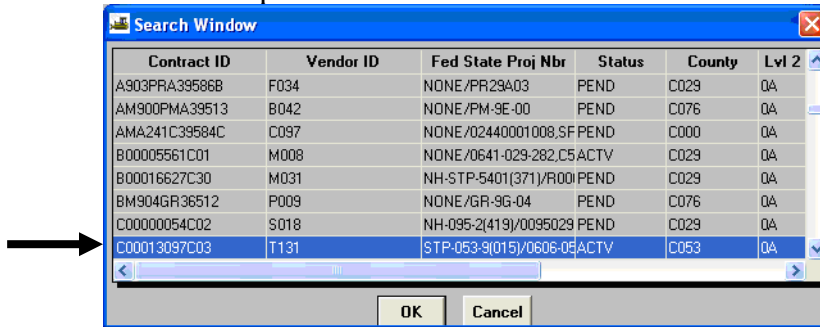 Search Window
Contract ID Vendor ID Fed State Proj Nbr Status County Lvl 2
A903PRA39586B F034 NONE/PR29A03 PEND C029 0A
AM900PMA39513 B042 NONE/PM-9E-00 PEND C076 0A
AMA241C39584C C097 NONE/02440001008,SF PEND C000 0A
B00005561C01 M008 NONE/0641-029-282,C5 ACTV C029 0A
B00016627C30 M031 NH-STP-5401(371)/R00 PEND C029 0A
BM904GR36512 P009 NONE/GR-9G-04 PEND C076 0A
C00000054C02 S018 NH-095-2(419)/0095029 PEND C029 0A
C00013097C03 T131 STP-053-9(015)/0606-05 ACTV C053 0A
OK Cancel